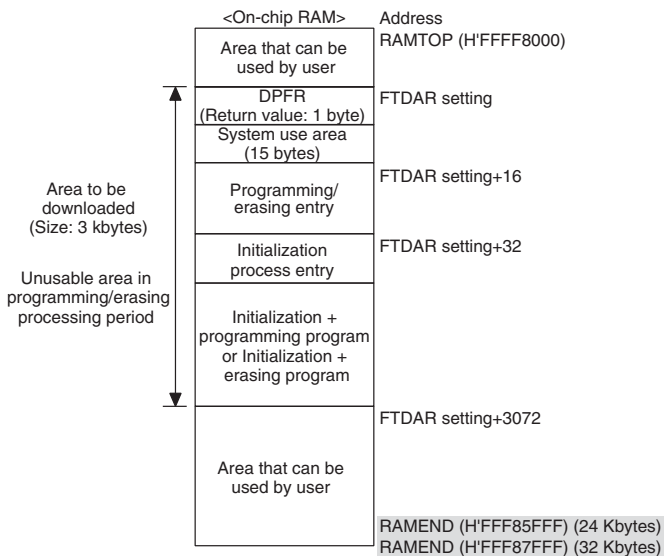 <On-chip RAM> Address
Area that can be
used by user
RAMTOP (H'FFFF8000)
DPFR
(Return value: 1 byte)
FTDAR setting
System use area
(15 bytes)
Area to be
downloaded
(Size: 3 kbytes)
Unusable area in
programming/erasing
processing period
Programming/
erasing entry
FTDAR setting+16
Initialization
process entry
FTDAR setting+32
Initialization +
programming program
or Initialization +
erasing program
FTDAR setting+3072
Area that can be
used by user
RAMEND (H'FFF85FFF) (24 Kbytes)
RAMEND (H'FFF87FFF) (32 Kbytes)